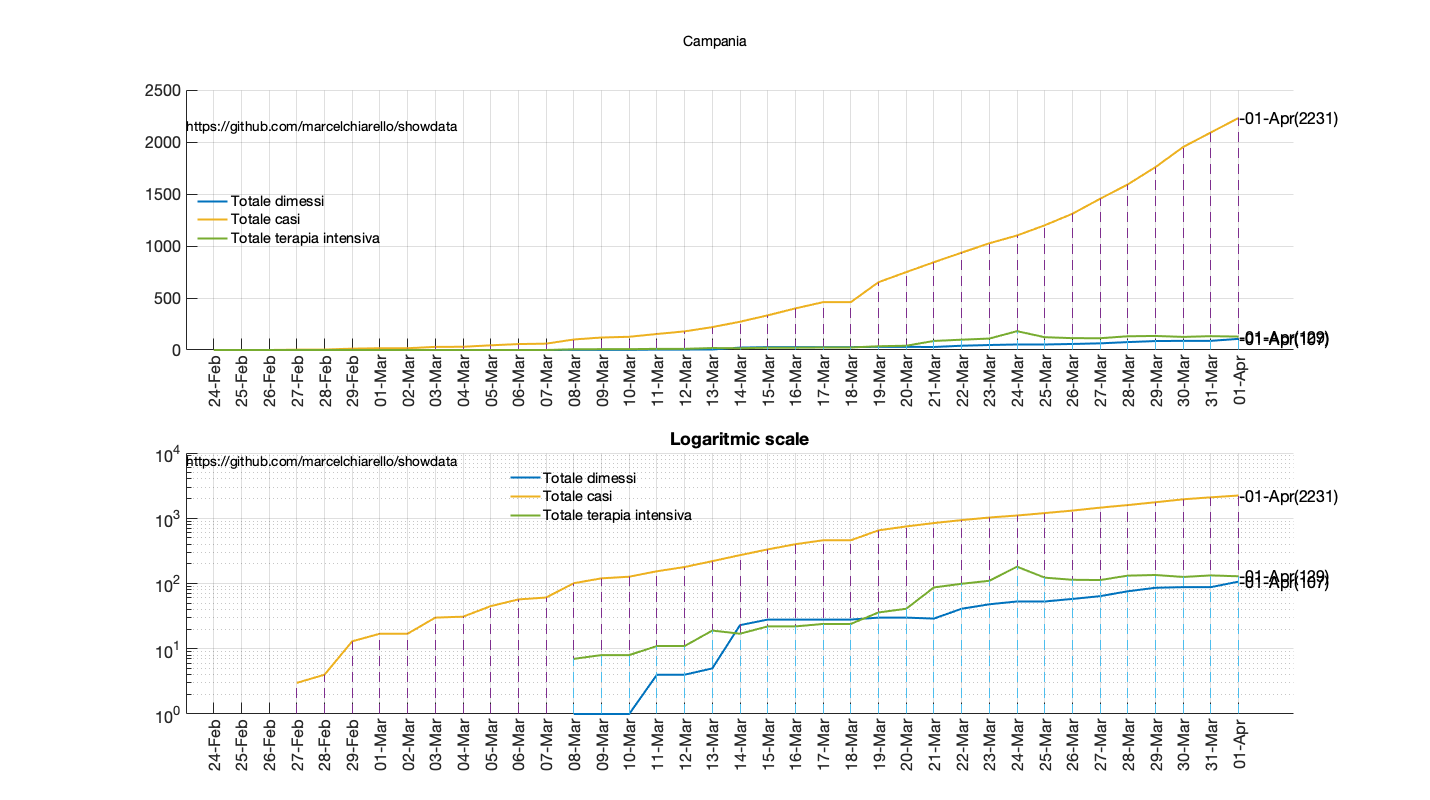 Campania
2500
2000
1500
1000
500
0
https://github.com/marcelchiarello/showdata
Totale dimessi
Totale casi
Totale terapia intensiva
-01-Apr(2231)
-01-Apr(129)
-01-Apr(107)
24-Feb
25-Feb
26-Feb
27-Feb
28-Feb
29-Feb
01-Mar
02-Mar
03-Mar
04-Mar
05-Mar
06-Mar
07-Mar
08-Mar
09-Mar
10-Mar
11-Mar
12-Mar
13-Mar
14-Mar
15-Mar
16-Mar
17-Mar
18-Mar
19-Mar
20-Mar
21-Mar
22-Mar
23-Mar
24-Mar
25-Mar
26-Mar
27-Mar
28-Mar
29-Mar
30-Mar
31-Mar
01-Apr
Logaritmic scale
10^4
10^3
10^2
10^1
10^0
https://github.com/marcelchiarello/showdata
Totale dimessi
Totale casi
Totale terapia intensiva
-01-Apr(2231)
-01-Apr(129)
-01-Apr(107)
24-Feb
25-Feb
26-Feb
27-Feb
28-Feb
29-Feb
01-Mar
02-Mar
03-Mar
04-Mar
05-Mar
06-Mar
07-Mar
08-Mar
09-Mar
10-Mar
11-Mar
12-Mar
13-Mar
14-Mar
15-Mar
16-Mar
17-Mar
18-Mar
19-Mar
20-Mar
21-Mar
22-Mar
23-Mar
24-Mar
25-Mar
26-Mar
27-Mar
28-Mar
29-Mar
30-Mar
31-Mar
01-Apr